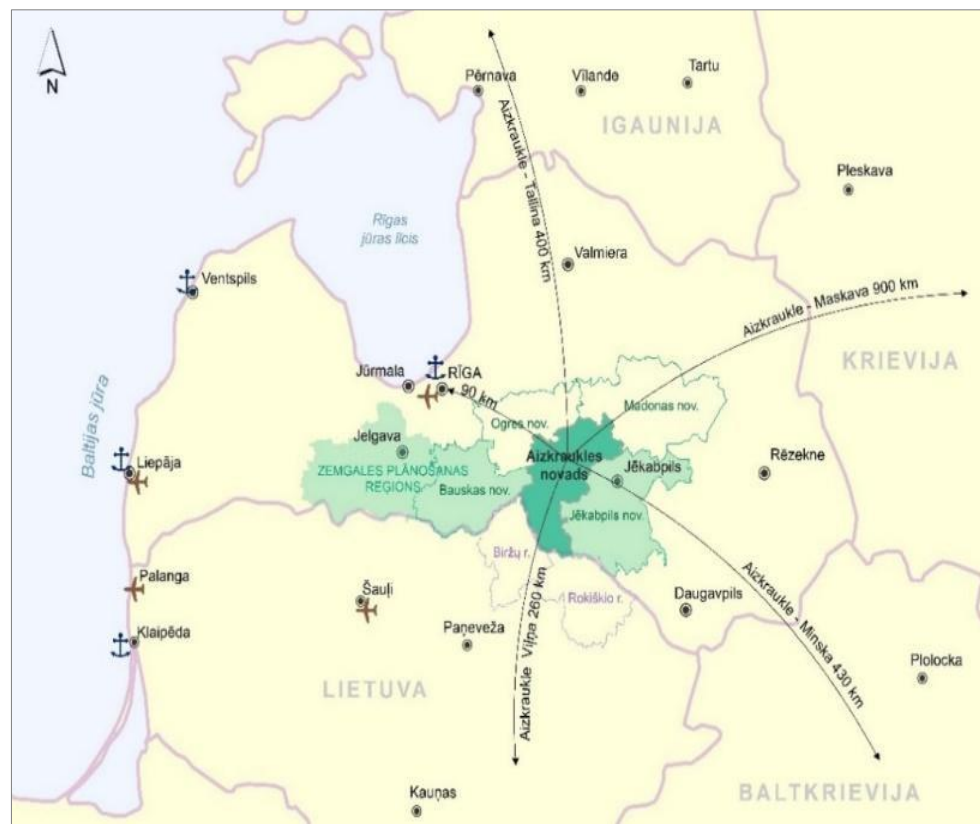 N
Pērnava
Vīlande
Tartu
IGAUNIJA
Pleskava
Rīgas
jūras līcis
Aizkraukle - Tallina 400 km
Valmiera
Ventspils
Aizkraukle - Maskava 900 km
KRIEVIJA
Jūrmala
RĪGA
90 km
Baltijas jūra
Ogres nov.
Madonas nov.
Jelgava
Aizkraukles
novads
Jēkabpils
Rēzekne
Liepāja
ZEMGALES PLĀNOŠANAS
REĢIONS
Bauskas nov.
Jēkabpils nov.
Biržu r.
Palanga
Šauļi
Rokiškio r.
Daugavpils
Aizkraukle - Minska 430 km
Klaipēda
Paņeveža
Aizkraukle Viļņa 260 km
Plolocka
LIETUVA
Kauņas
BALTKRIEVIJA